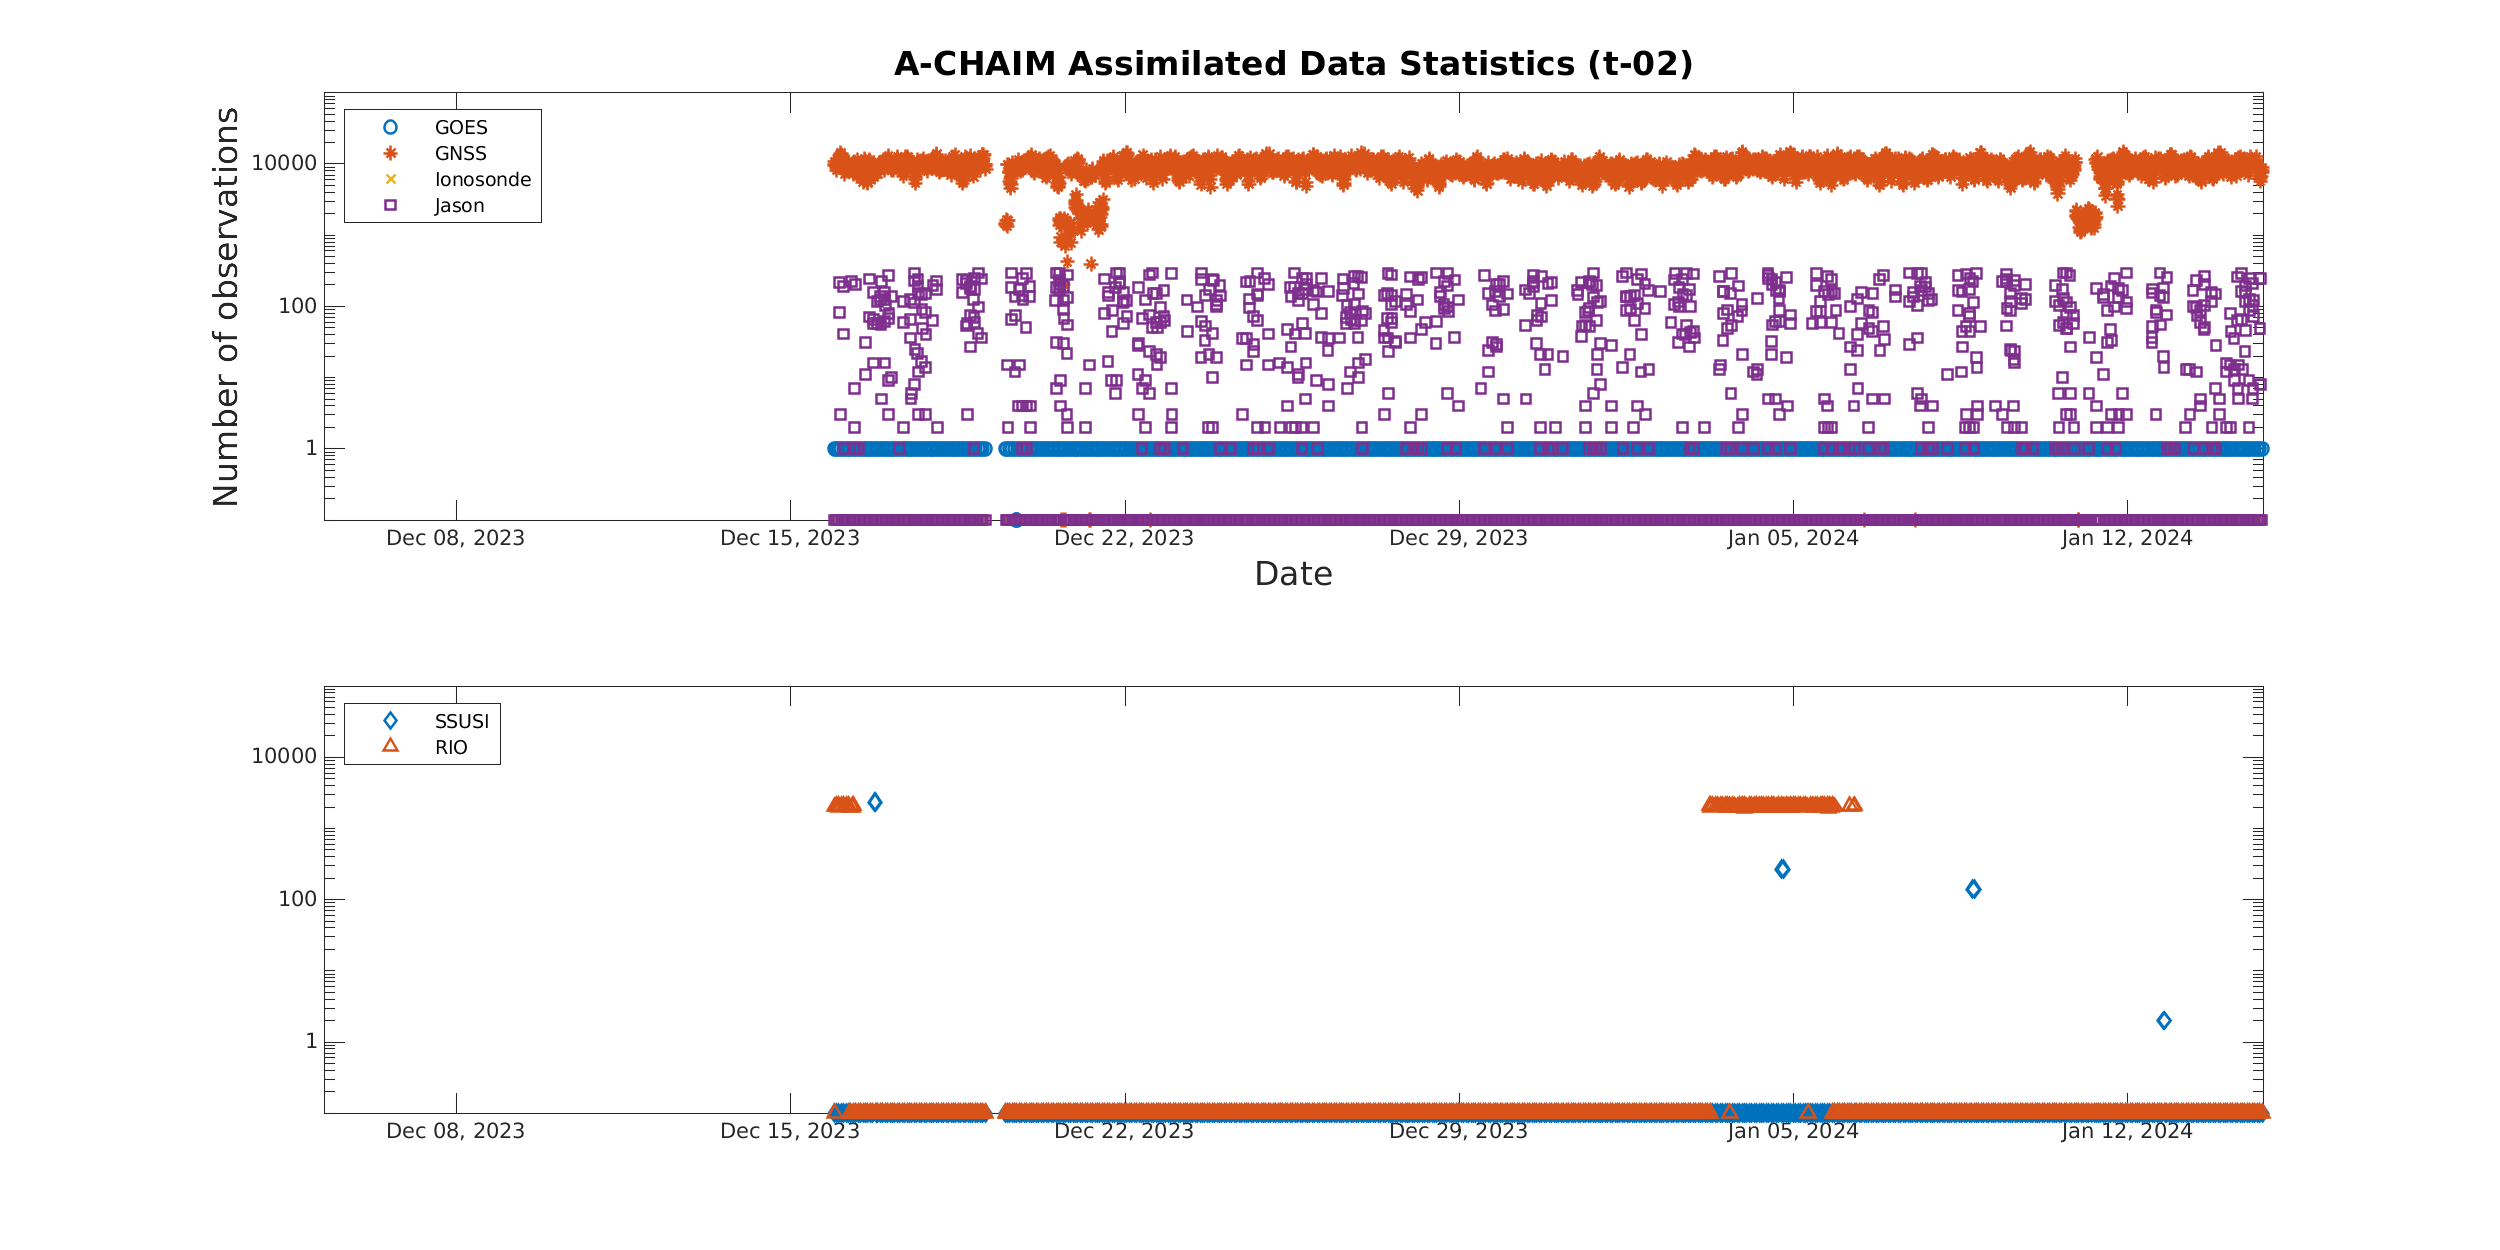 A-CHAIM Assimilated Data Statistics (t-02)
GOES
GNSS
Ionosonde
Jason
Number of observations
10000
100
1
Dec 08, 2023
Dec 15, 2023
Dec 22, 2023
Dec 29, 2023
Jan 05, 2024
Jan 12, 2024
Date
SSUSI
RIO
10000
100
1
Dec 08, 2023
Dec 15, 2023
Dec 22, 2023
Dec 29, 2023
Jan 05, 2024
Jan 12, 2024